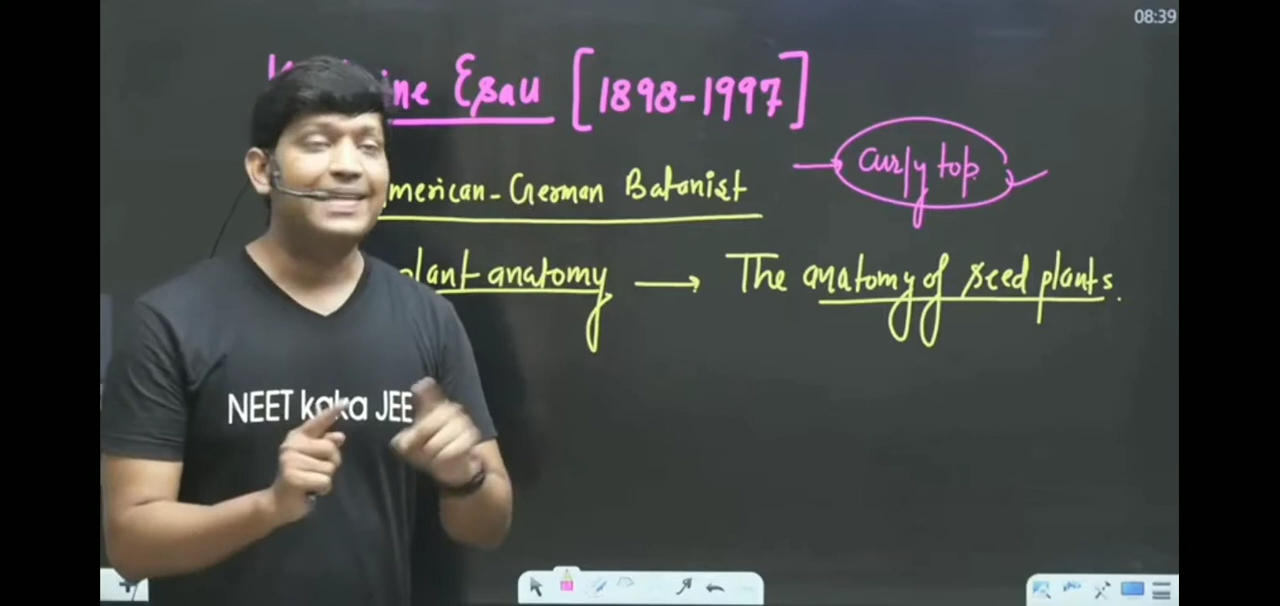 08:39
ine Esau [1898-1997]
curly top
merican-German Botanist
plant anatomy → The anatomy of seed plants.
NEET kaka JEE